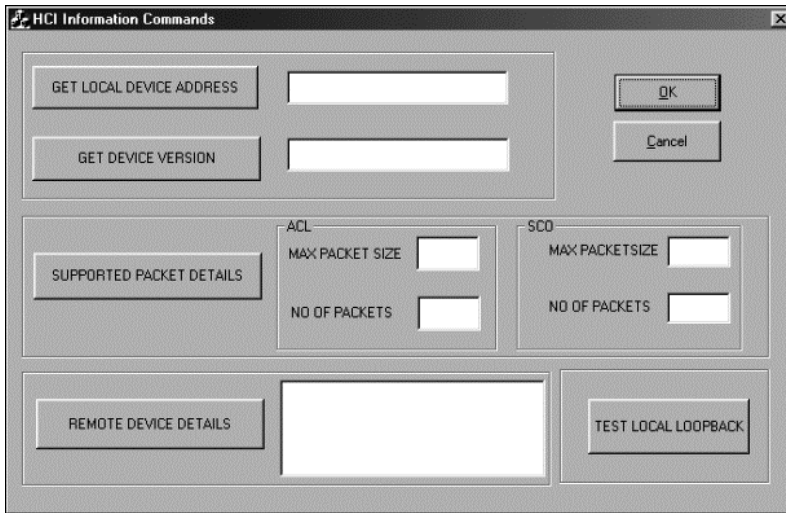 HCI Information Commands
GET LOCAL DEVICE ADDRESS
OK
GET DEVICE VERSION
Cancel
ACL
SCO
MAX PACKET SIZE
MAX PACKETSIZE
SUPPORTED PACKET DETAILS
NO OF PACKETS
NO OF PACKETS
REMOTE DEVICE DETAILS
TEST LOCAL LOOPBACK